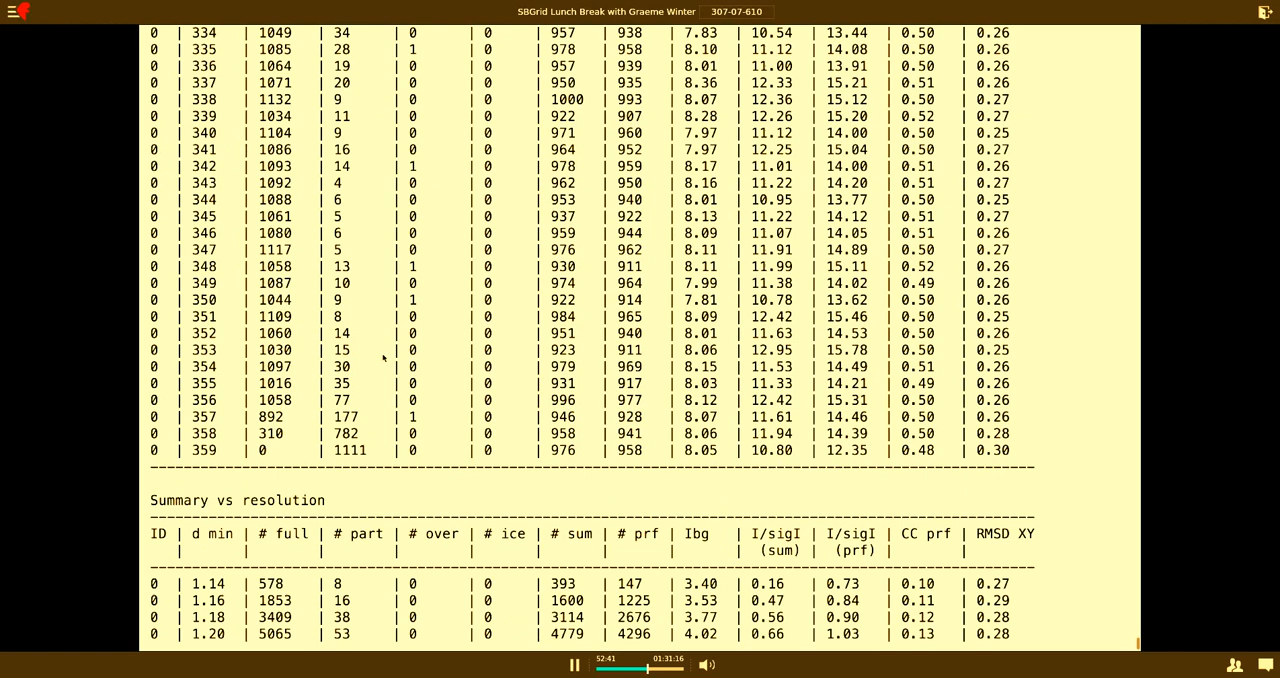 SBGrid Lunch Break with Graeme Winter 307-07-610
0 | 334 | 1049 | 34 | 0 | 0 | 957 | 938 | 7.83 | 10.54 | 13.44 | 0.50 | 0.26
0 | 335 | 1085 | 28 | 1 | 0 | 978 | 958 | 8.10 | 11.12 | 14.08 | 0.50 | 0.26
0 | 336 | 1064 | 19 | 0 | 0 | 957 | 939 | 8.01 | 11.00 | 13.91 | 0.50 | 0.26
0 | 337 | 1071 | 20 | 0 | 0 | 950 | 935 | 8.36 | 12.33 | 15.21 | 0.51 | 0.26
0 | 338 | 1132 | 9 | 0 | 0 | 1000 | 993 | 8.07 | 12.36 | 15.12 | 0.50 | 0.27
0 | 339 | 1034 | 11 | 0 | 0 | 922 | 907 | 8.28 | 12.26 | 15.20 | 0.52 | 0.27
0 | 340 | 1104 | 9 | 0 | 0 | 971 | 960 | 7.97 | 11.12 | 14.00 | 0.50 | 0.25
0 | 341 | 1086 | 16 | 0 | 0 | 964 | 952 | 7.97 | 12.25 | 15.04 | 0.50 | 0.27
0 | 342 | 1093 | 14 | 1 | 0 | 978 | 959 | 8.17 | 11.01 | 14.00 | 0.51 | 0.26
0 | 343 | 1092 | 4 | 0 | 0 | 962 | 950 | 8.16 | 11.22 | 14.20 | 0.51 | 0.27
0 | 344 | 1088 | 6 | 0 | 0 | 953 | 940 | 8.01 | 10.95 | 13.77 | 0.50 | 0.25
0 | 345 | 1061 | 5 | 0 | 0 | 937 | 922 | 8.13 | 11.22 | 14.12 | 0.51 | 0.27
0 | 346 | 1080 | 6 | 0 | 0 | 959 | 944 | 8.09 | 11.07 | 14.05 | 0.51 | 0.26
0 | 347 | 1117 | 5 | 0 | 0 | 976 | 962 | 8.11 | 11.91 | 14.89 | 0.50 | 0.27
0 | 348 | 1058 | 13 | 1 | 0 | 930 | 911 | 8.11 | 11.99 | 15.11 | 0.52 | 0.26
0 | 349 | 1087 | 10 | 0 | 0 | 974 | 964 | 7.99 | 11.38 | 14.02 | 0.49 | 0.26
0 | 350 | 1044 | 9 | 1 | 0 | 922 | 914 | 7.81 | 10.78 | 13.62 | 0.50 | 0.26
0 | 351 | 1109 | 8 | 0 | 0 | 984 | 965 | 8.09 | 12.42 | 15.46 | 0.50 | 0.25
0 | 352 | 1060 | 14 | 0 | 0 | 951 | 940 | 8.01 | 11.63 | 14.53 | 0.50 | 0.26
0 | 353 | 1030 | 15 | 0 | 0 | 923 | 911 | 8.06 | 12.95 | 15.78 | 0.50 | 0.25
0 | 354 | 1097 | 30 | 0 | 0 | 979 | 969 | 8.15 | 11.53 | 14.49 | 0.51 | 0.26
0 | 355 | 1016 | 35 | 0 | 0 | 931 | 917 | 8.03 | 11.33 | 14.21 | 0.49 | 0.26
0 | 356 | 1058 | 77 | 0 | 0 | 996 | 977 | 8.12 | 12.42 | 15.31 | 0.50 | 0.26
0 | 357 | 892 | 177 | 1 | 0 | 946 | 928 | 8.07 | 11.61 | 14.46 | 0.50 | 0.26
0 | 358 | 310 | 782 | 0 | 0 | 958 | 941 | 8.06 | 11.94 | 14.39 | 0.50 | 0.28
0 | 359 | 0 | 1111 | 0 | 0 | 976 | 958 | 8.05 | 10.80 | 12.35 | 0.48 | 0.30
Summary vs resolution
ID | d min | # full | # part | # over | # ice | # sum | # prf | Ibg | I/sigI | I/sigI | CC prf | RMSD XY
| | | | | | | | | (sum) | (prf) | |
0 | 1.14 | 578 | 8 | 0 | 0 | 393 | 147 | 3.40 | 0.16 | 0.73 | 0.10 | 0.27
0 | 1.16 | 1853 | 16 | 0 | 0 | 1600 | 1225 | 3.53 | 0.47 | 0.84 | 0.11 | 0.29
0 | 1.18 | 3409 | 38 | 0 | 0 | 3114 | 2676 | 3.77 | 0.56 | 0.90 | 0.12 | 0.28
0 | 1.20 | 5065 | 53 | 0 | 0 | 4779 | 4296 | 4.02 | 0.66 | 1.03 | 0.13 | 0.28
52:41 01:31:16